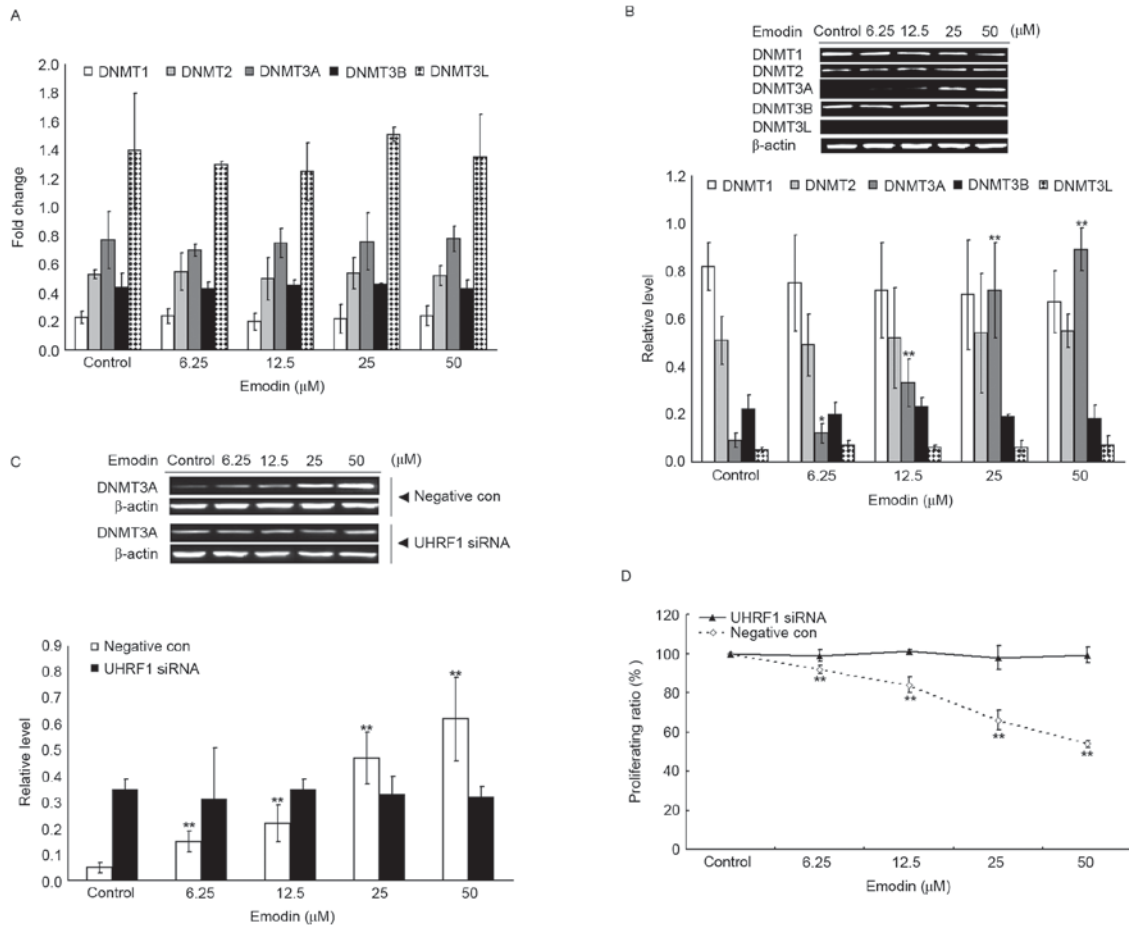 A
DNMT1 DNMT2 DNMT3A DNMT3B DNMT3L
2.0
1.8
1.6
1.4
1.2
1.0
0.8
0.6
0.4
0.2
0.0
Fold change
Control 6.25 12.5 25 50
Emodin (μM)
B
Emodin Control 6.25 12.5 25 50 (μM)
DNMT1
DNMT2
DNMT3A
DNMT3B
DNMT3L
β-actin
DNMT1 DNMT2 DNMT3A DNMT3B DNMT3L
1.2
1.0
0.8
0.6
0.4
0.2
0.0
Relative level
* ** ** **
Control 6.25 12.5 25 50
Emodin (μM)
C
Emodin Control 6.25 12.5 25 50 (μM)
DNMT3A
β-actin
◄ Negative con
DNMT3A
β-actin
◄ UHRF1 siRNA
Negative con
UHRF1 siRNA
0.9
0.8
0.7
0.6
0.5
0.4
0.3
0.2
0.1
0.0
Relative level
** ** ** **
Control 6.25 12.5 25 50
Emodin (μM)
D
UHRF1 siRNA
Negative con
120
100
80
60
40
20
0
Proliferating ratio (%)
** ** ** **
Control 6.25 12.5 25 50
Emodin (μM)